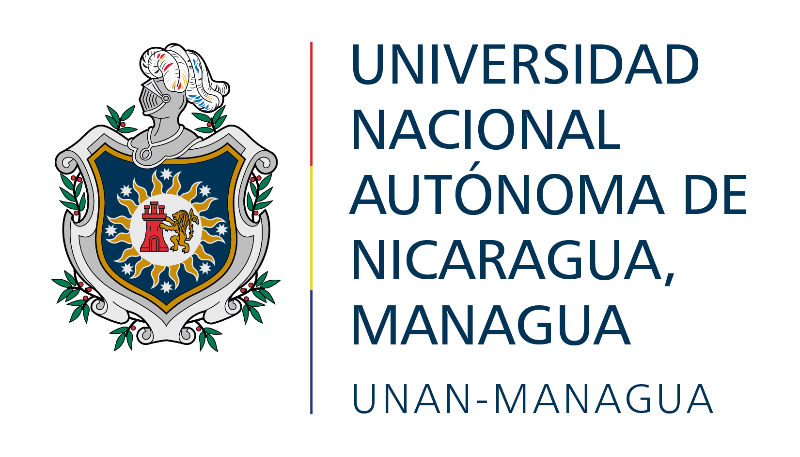 UNIVERSIDAD
NACIONAL
AUTÓNOMA DE
NICARAGUA,
MANAGUA
UNAN-MANAGUA